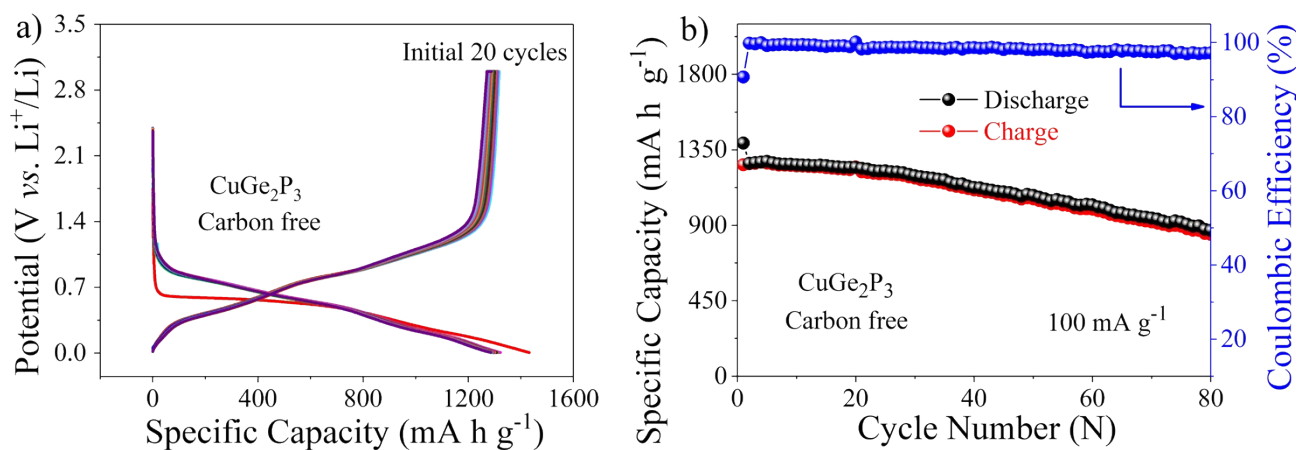 a)
Potential (V vs. Li⁺/Li)
3.5
2.8
2.1
1.4
0.7
0.0
Initial 20 cycles
CuGe₂P₃
Carbon free
0 400 800 1200 1600
Specific Capacity (mA h g⁻¹)
b)
Specific Capacity (mA h g⁻¹)
1800
1350
900
450
0
Discharge
Charge
CuGe₂P₃
Carbon free
100 mA g⁻¹
0 20 40 60 80
Cycle Number (N)
100
80
60
40
20
Coulombic Efficiency (%)